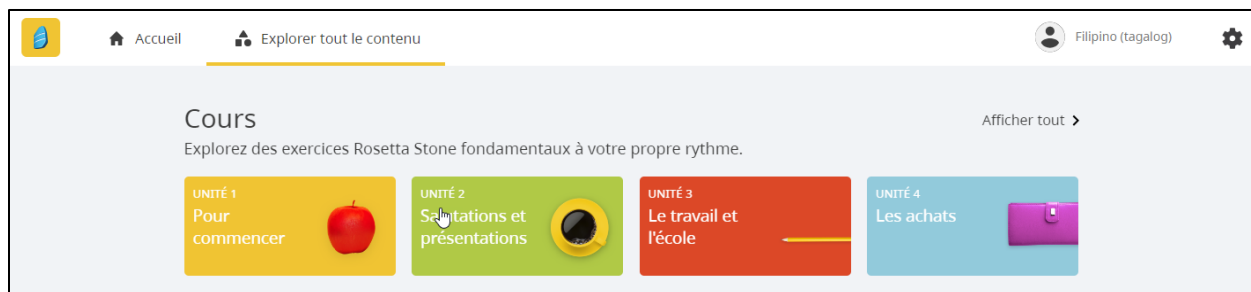 Accueil
Explorer tout le contenu
Filipino (tagalog)
Cours
Afficher tout
Explorez des exercices Rosetta Stone fondamentaux à votre propre rythme.
UNITÉ 1
Pour
commencer
UNITÉ 2
Salutations et
présentations
UNITÉ 3
Le travail et
l'école
UNITÉ 4
Les achats